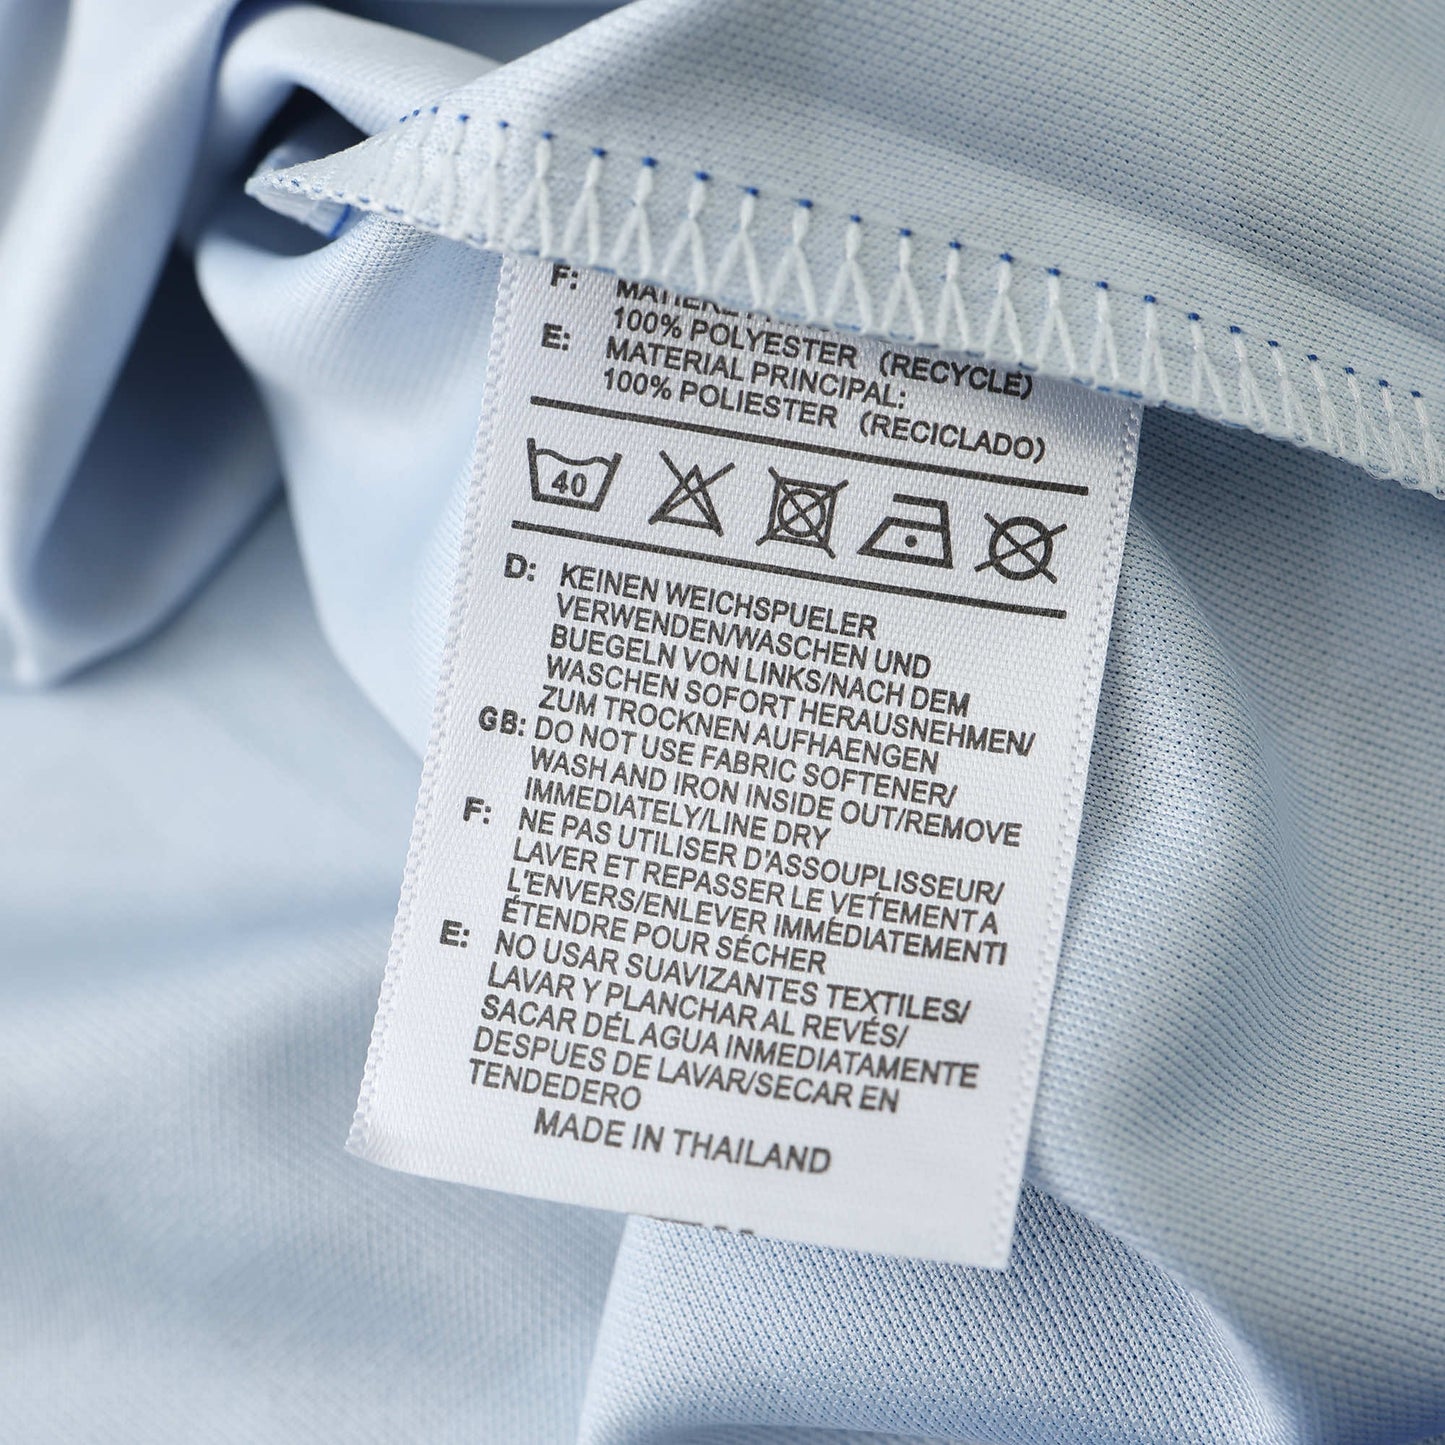 F:
100% POLYESTER (RECYCLÉ)
E: MATERIAL PRINCIPAL:
100% POLIESTER (RECICLADO)
40
D: KEINEN WEICHSPUELER
VERWENDEN/WASCHEN UND
BUEGELN VON LINKS/NACH DEM
WASCHEN SOFORT HERAUSNEHMEN/
ZUM TROCKNEN AUFHAENGEN
GB: DO NOT USE FABRIC SOFTENER/
WASH AND IRON INSIDE OUT/REMOVE
IMMEDIATELY/LINE DRY
F: NE PAS UTILISER D'ASSOUPLISSEUR/
LAVER ET REPASSER LE VETEMENT A
L'ENVERS/ENLEVER IMMÉDIATEMENTI
ÉTENDRE POUR SÉCHER
E: NO USAR SUAVIZANTES TEXTILES/
LAVAR Y PLANCHAR AL REVÉS/
SACAR DÉL AGUA INMEDIATAMENTE
DESPUES DE LAVAR/SECAR EN
TENDEDERO
MADE IN THAILAND